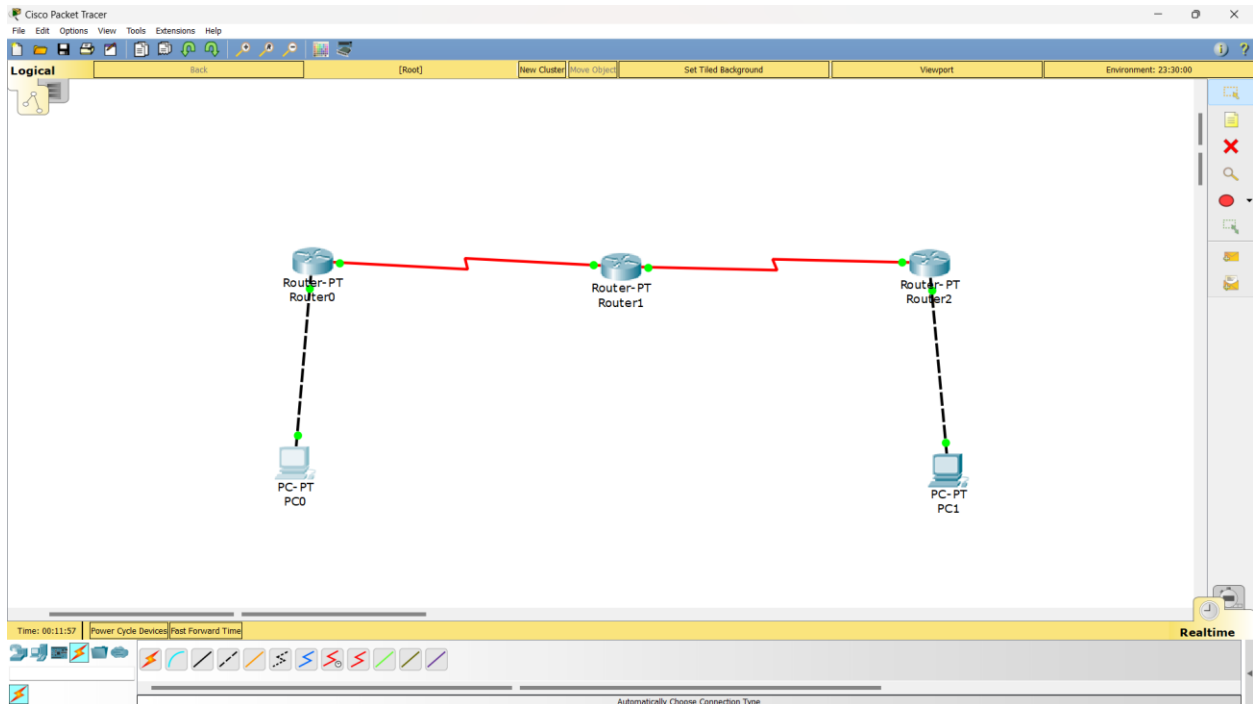 Cisco Packet Tracer
File Edit Options View Tools Extensions Help
Logical Back [Root] New Cluster Move Object Set Tiled Background Viewport Environment: 23:30:00
Router-PT
Router0
Router-PT
Router1
Router-PT
Router2
PC-PT
PC0
PC-PT
PC1
Time: 00:11:57 Power Cycle Devices Fast Forward Time Realtime
Automatically Choose Connection Type